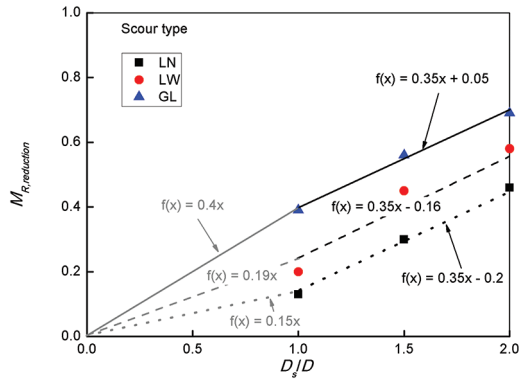 Scour type
LN
LW
GL
1.0
0.8
0.6
0.4
0.2
0.0
M_R,reduction
f(x) = 0.35x + 0.05
f(x) = 0.4x
f(x) = 0.35x - 0.16
f(x) = 0.19x
f(x) = 0.35x - 0.2
f(x) = 0.15x
0.0 0.5 1.0 1.5 2.0
D_s/D